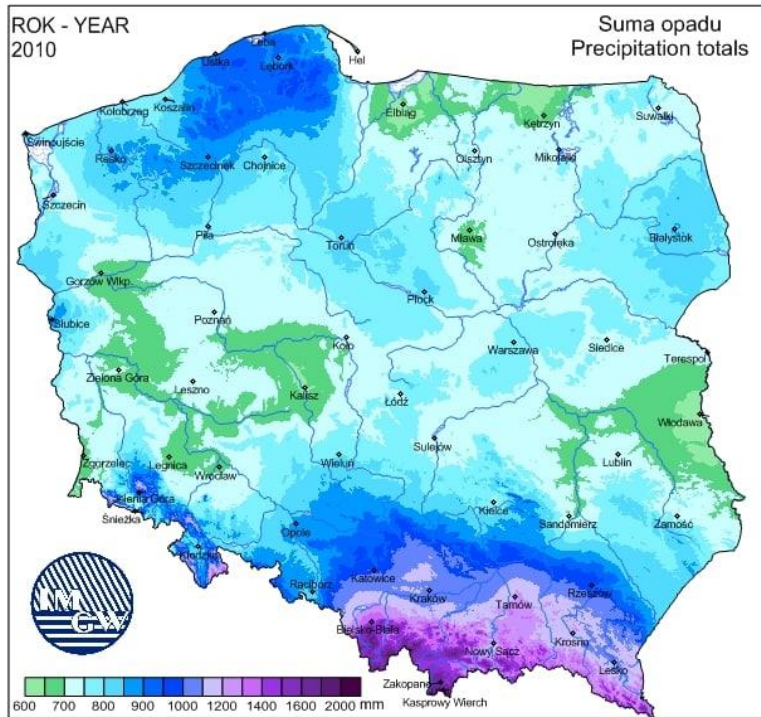 ROK - YEAR
2010
Suma opadu
Precipitation totals
Łeba
Hel
Ustka
Lębork
Kołobrzeg
Koszalin
Elbląg
Kętrzyn
Suwałki
Świnoujście
Resko
Szczecinek
Chojnice
Olsztyn
Mikołajki
Szczecin
Piła
Toruń
Mława
Ostrołęka
Białystok
Gorzów Wlkp.
Płock
Słubice
Poznań
Koło
Warszawa
Siedlce
Terespol
Zielona Góra
Leszno
Kalisz
Łódź
Włodawa
Sulejów
Zgorzelec
Legnica
Wrocław
Wieluń
Lublin
Jelenia Góra
Śnieżka
Opole
Kielce
Sandomierz
Zamość
Kłodzko
Racibórz
Katowice
Kraków
Tarnów
Rzeszów
IM
GW
Bielsko-Biała
Nowy Sącz
Krosno
Lesko
Zakopane
Kasprowy Wierch
600 700 800 900 1000 1200 1400 1600 2000 mm